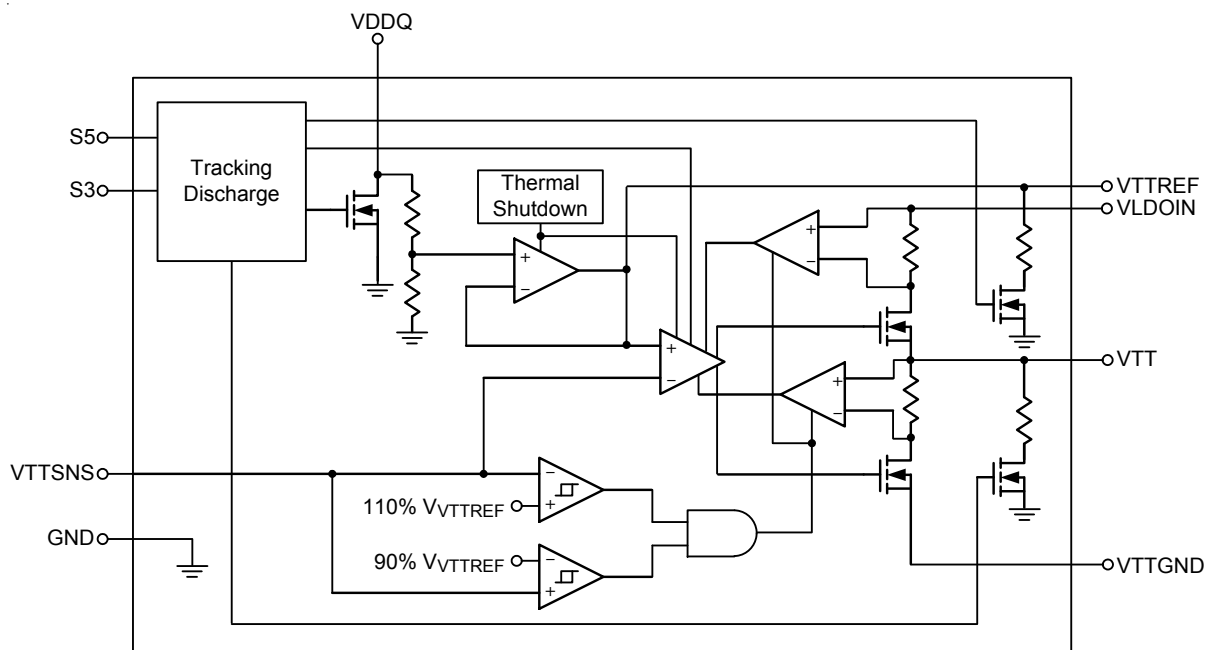 VDDQ
S5
S3
Tracking
Discharge
Thermal
Shutdown
VTTREF
VLDOIN
+
−
+
−
+
−
+
−
VTT
VTTSNS
−
+
110% VVTTREF
GND
90% VVTTREF
−
+
VTTGND